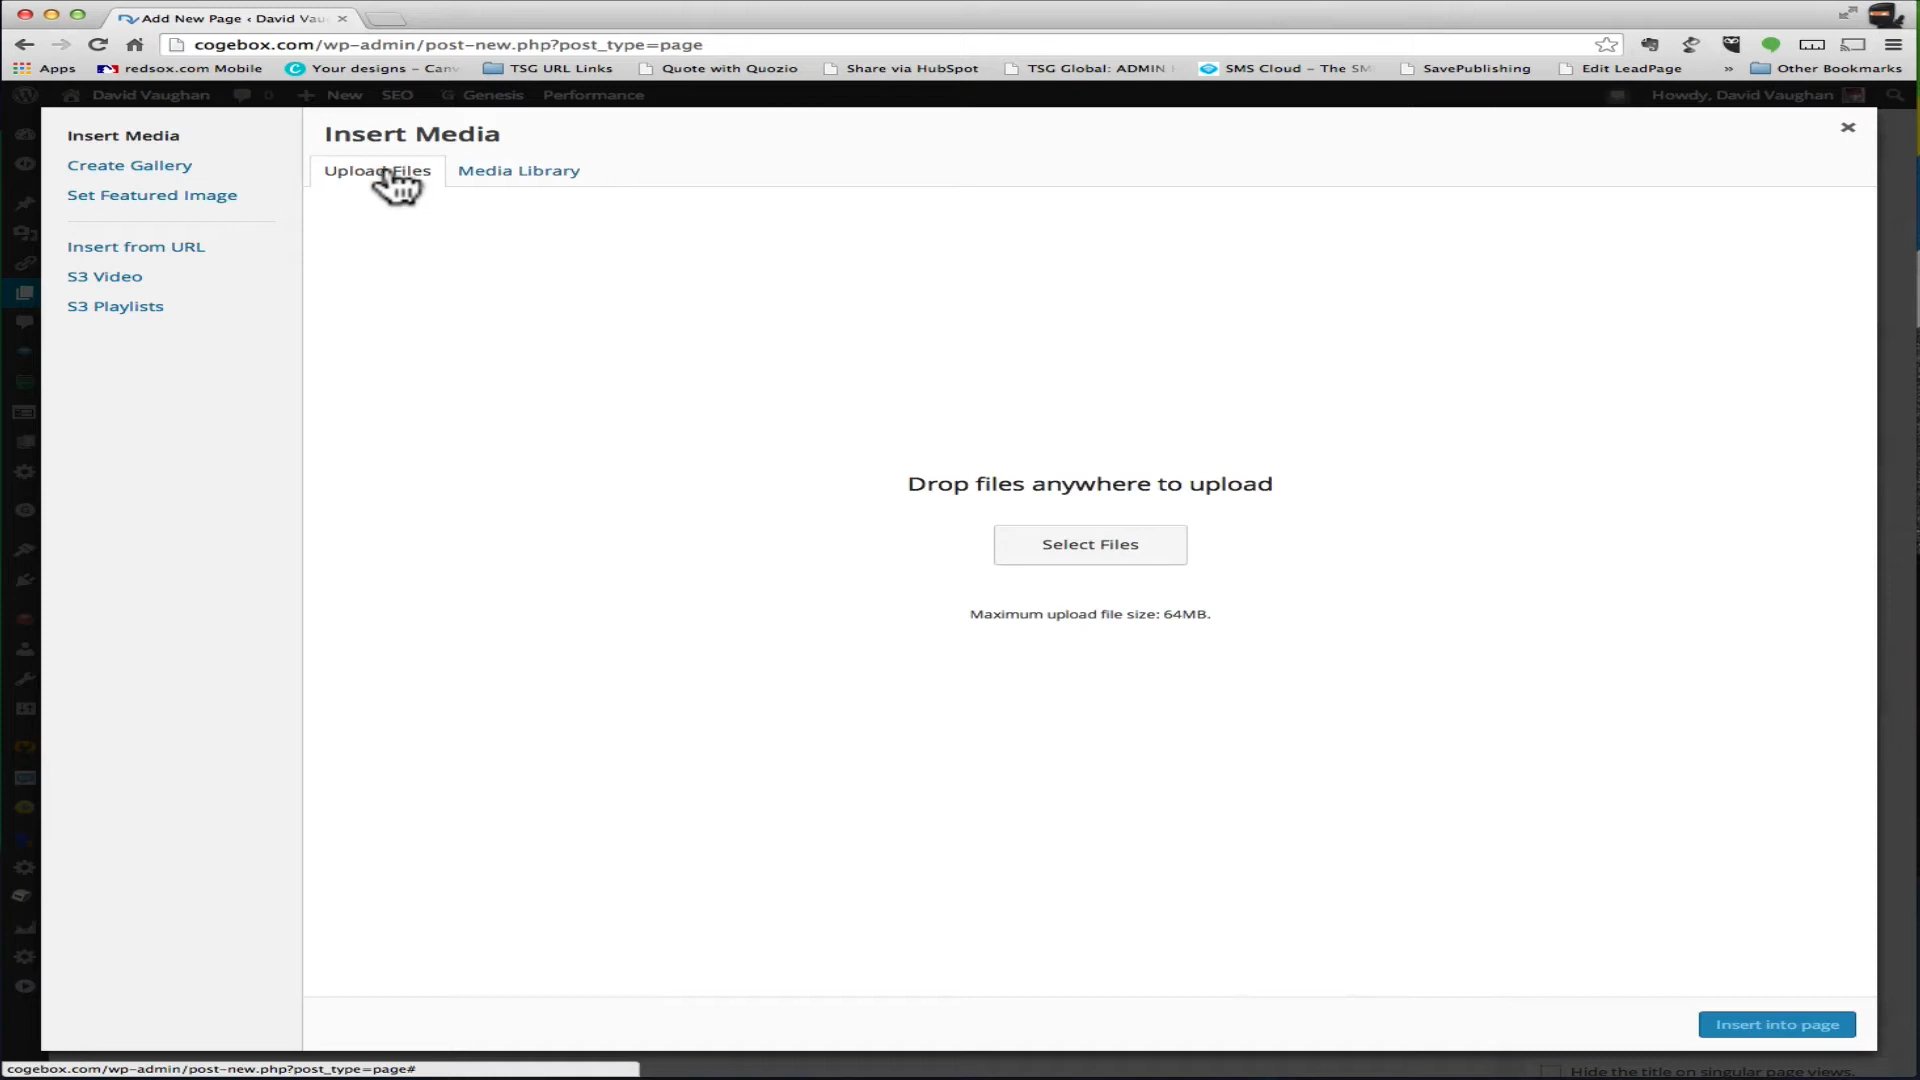 Add New Page ‹ David Vau
cogebox.com/wp-admin/post-new.php?post_type=page
Apps redsox.com Mobile Your designs – Can TSG URL Links Quote with Quozio Share via HubSpot TSG Global: ADMIN SMS Cloud – The SM SavePublishing Edit LeadPage » Other Bookmarks
David Vaughan 0 New SEO Genesis Performance Howdy, David Vaughan
Insert Media
Create Gallery
Set Featured Image
Insert from URL
S3 Video
S3 Playlists
Insert Media
Upload Files Media Library
Drop files anywhere to upload
Select Files
Maximum upload file size: 64MB.
Insert into page
cogebox.com/wp-admin/post-new.php?post_type=page#
Hide the title on singular page views.